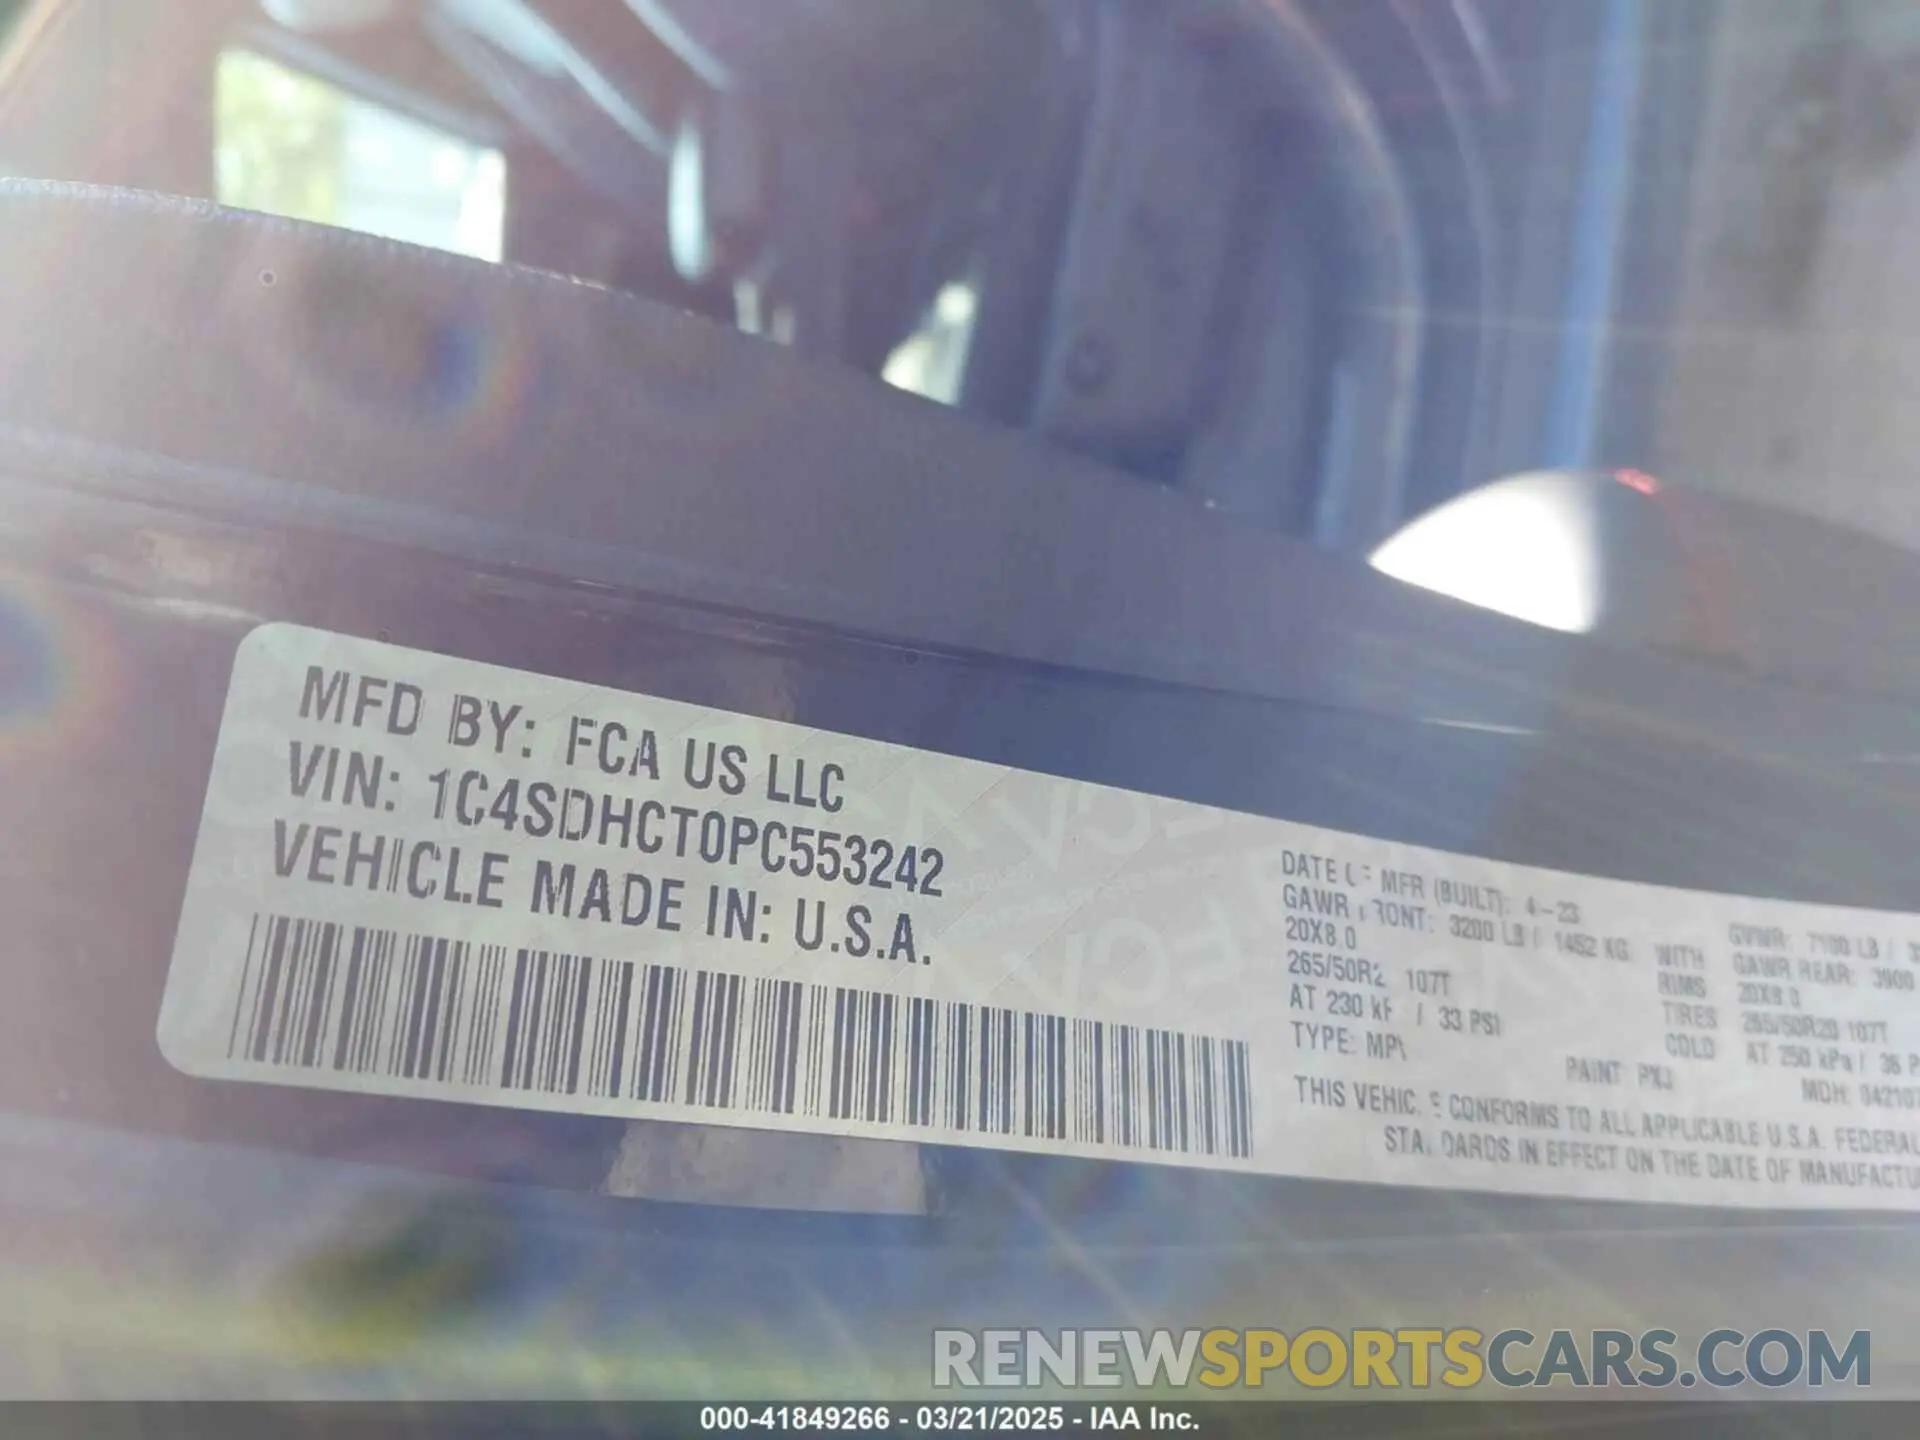 MFD BY: FCA US LLC
VIN: 1C4SDHCT0PC553242
VEHICLE MADE IN: U.S.A.
DATE OF MFR (BUILT): 4-23
GAWR FRONT: 3200 LB / 1452 KG
20X8.0
265/50R2 107T
AT 230 kP / 33 PSI
TYPE: MPV
WITH
RIMS
TIRES
COLD
GVWR: 7100 LB /
GAWR REAR: 3900
20X8.0
265/50R20 107T
AT 250 kPa / 36 P
PAINT: PXJ
MDH: 042107
THIS VEHICLE CONFORMS TO ALL APPLICABLE U.S.A. FEDERAL
STANDARDS IN EFFECT ON THE DATE OF MANUFACTU
RENEWSPORTSCARS.COM
000-41849266 - 03/21/2025 - IAA Inc.